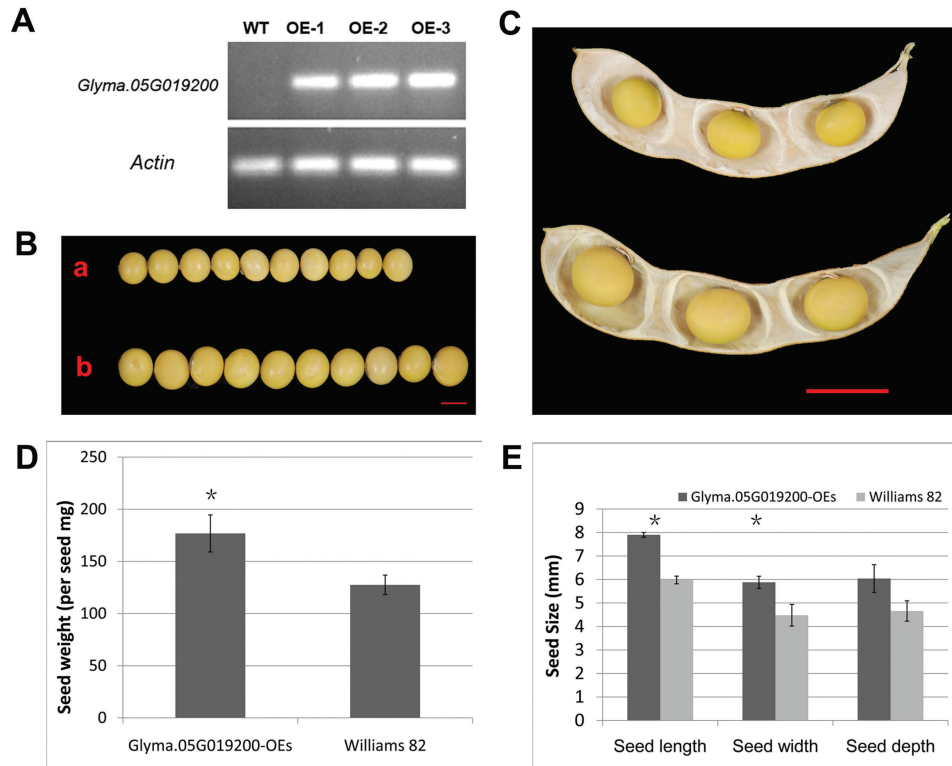 A
WT OE-1 OE-2 OE-3
Glyma.05G019200
Actin
B
a
b
C
D
Seed weight (per seed mg)
250
200
150
100
50
0
*
Glyma.05G019200-OEs Williams 82
E
Glyma.05G019200-OEs Williams 82
Seed Size (mm)
9
8
7
6
5
4
3
2
1
0
* *
Seed length Seed width Seed depth